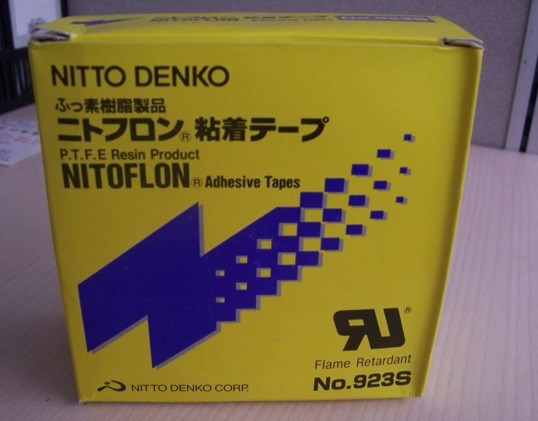 NITTO DENKO
ふっ素樹脂製品
ニトフロン® 粘着テープ
P.T.F.E Resin Product
NITOFLON® Adhesive Tapes
RU®
Flame Retardant
NITTO DENKO CORP.
No.923S